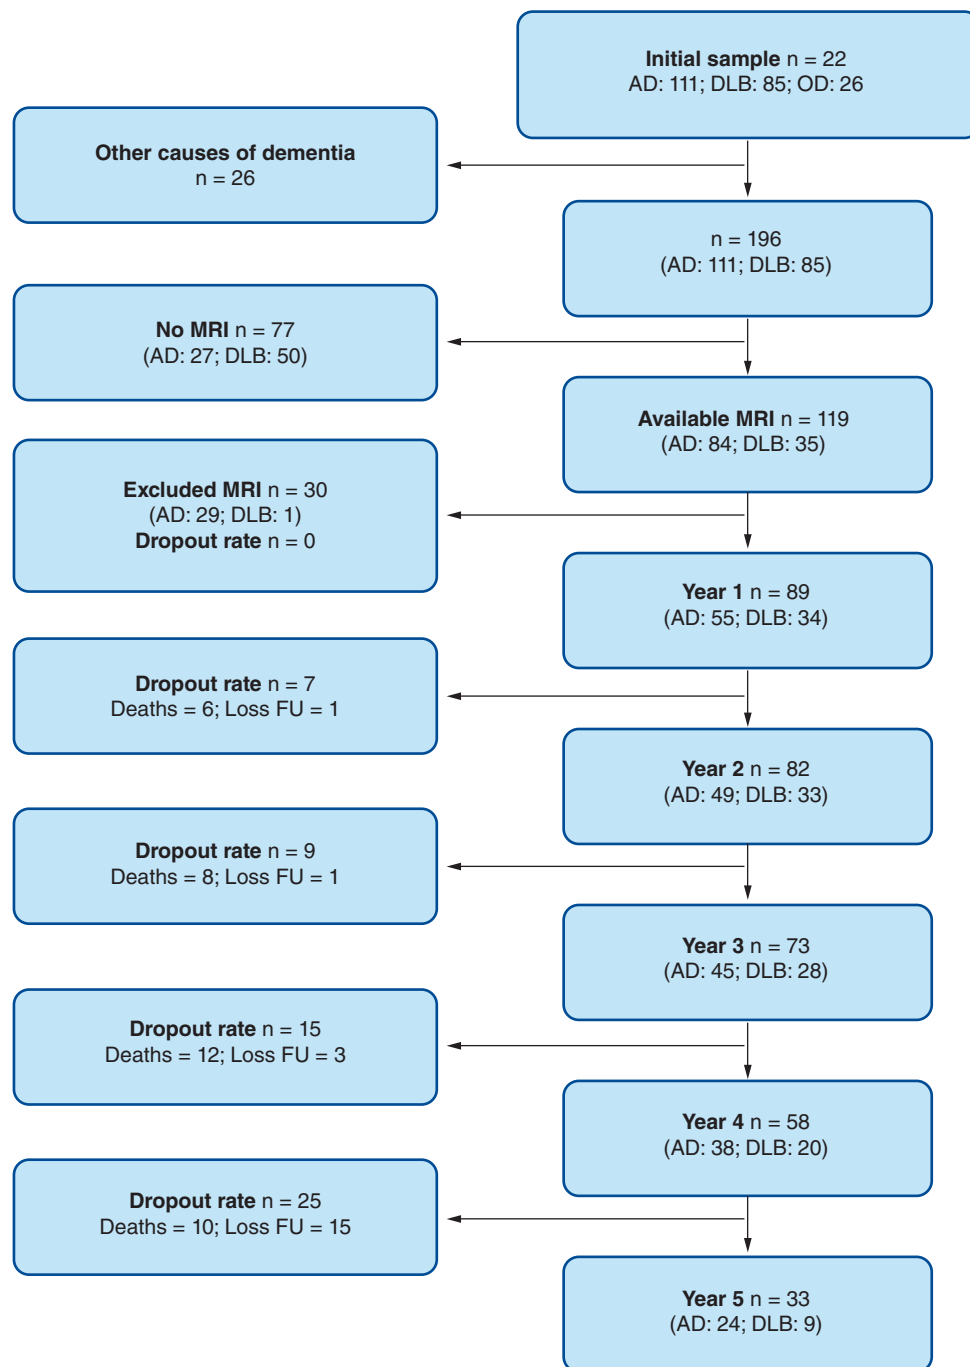 Initial sample n = 22
AD: 111; DLB: 85; OD: 26
Other causes of dementia
n = 26
n = 196
(AD: 111; DLB: 85)
No MRI n = 77
(AD: 27; DLB: 50)
Available MRI n = 119
(AD: 84; DLB: 35)
Excluded MRI n = 30
(AD: 29; DLB: 1)
Dropout rate n = 0
Year 1 n = 89
(AD: 55; DLB: 34)
Dropout rate n = 7
Deaths = 6; Loss FU = 1
Year 2 n = 82
(AD: 49; DLB: 33)
Dropout rate n = 9
Deaths = 8; Loss FU = 1
Year 3 n = 73
(AD: 45; DLB: 28)
Dropout rate n = 15
Deaths = 12; Loss FU = 3
Year 4 n = 58
(AD: 38; DLB: 20)
Dropout rate n = 25
Deaths = 10; Loss FU = 15
Year 5 n = 33
(AD: 24; DLB: 9)